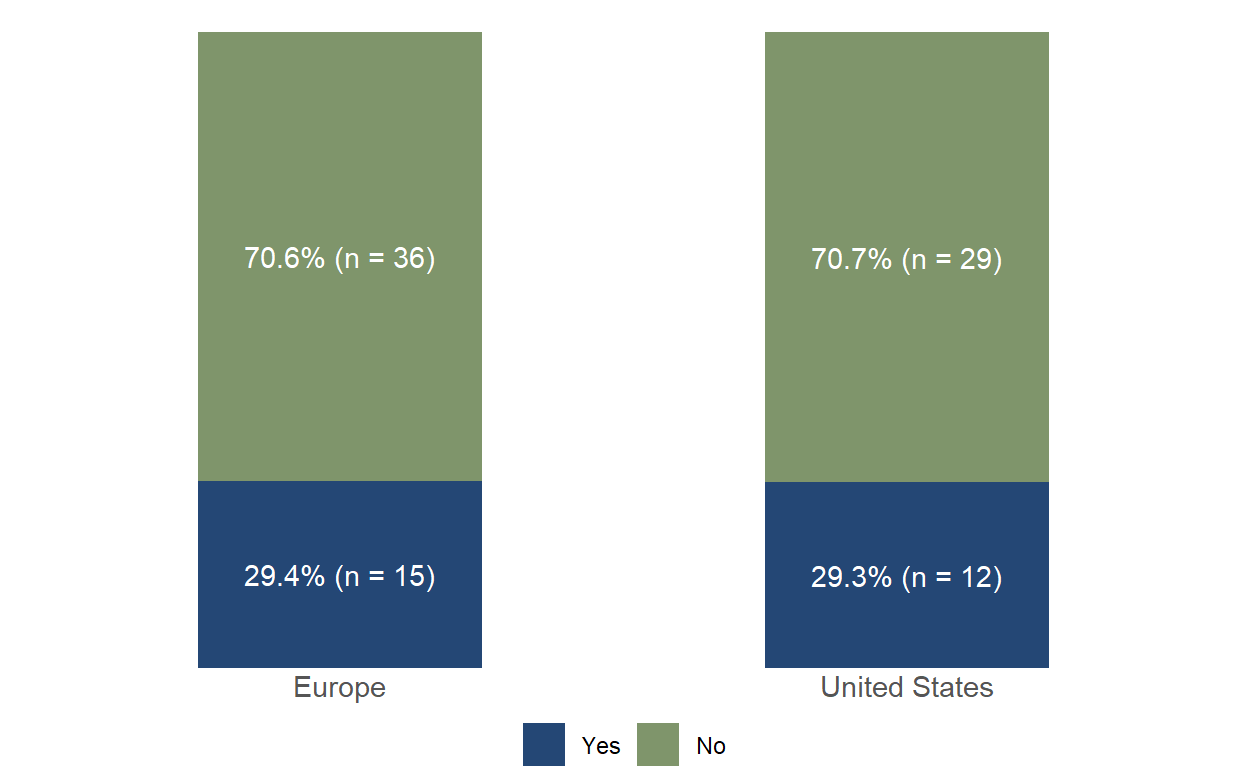 70.6% (n = 36)
70.7% (n = 29)
29.4% (n = 15)
29.3% (n = 12)
Europe
United States
Yes
No